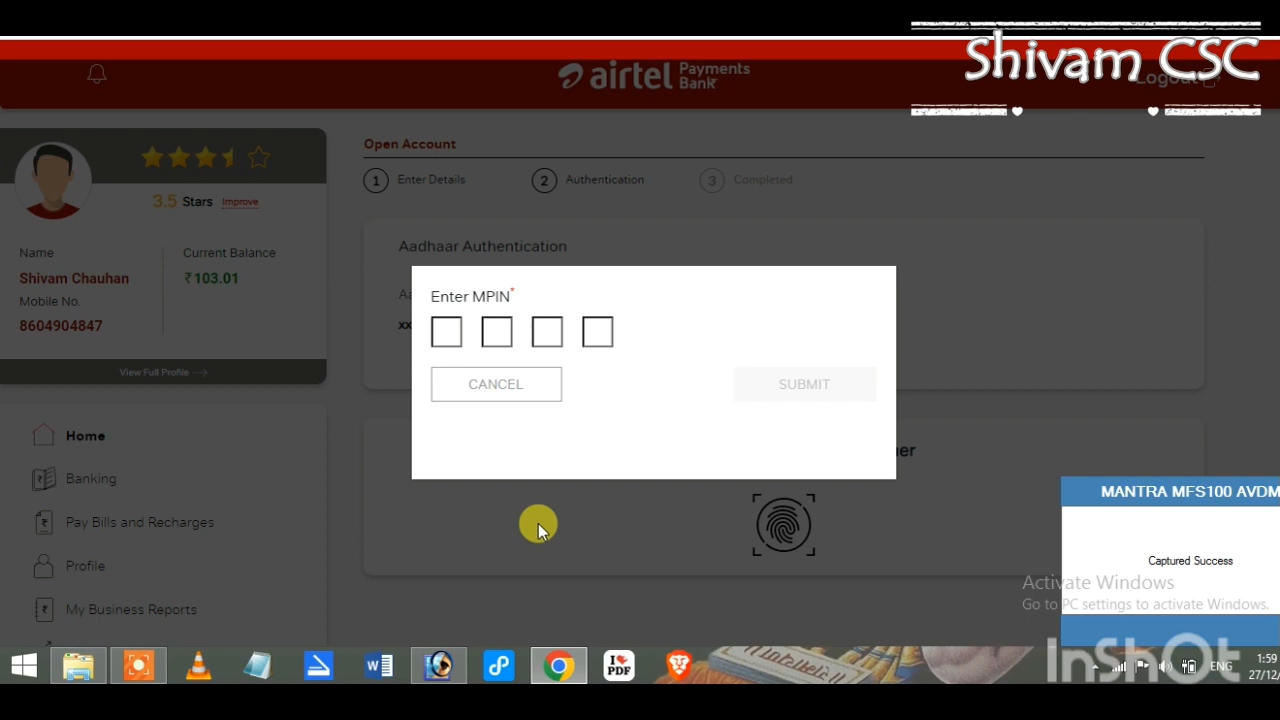 Shivam CSC
airtel Payments Bank
Logout
Open Account
1 Enter Details 2 Authentication 3 Completed
3.5 Stars Improve
Name Current Balance
Shivam Chauhan ₹103.01
Mobile No.
8604904847
View Full Profile
Aadhaar Authentication
Aa
xx
Enter MPIN*
CANCEL SUBMIT
Home
Banking
Pay Bills and Recharges
Profile
My Business Reports
MANTRA MFS100 AVDM
Captured Success
Activate Windows
Go to PC settings to activate Windows.
InShOt
I PDF
ENG
1:59
27/12/